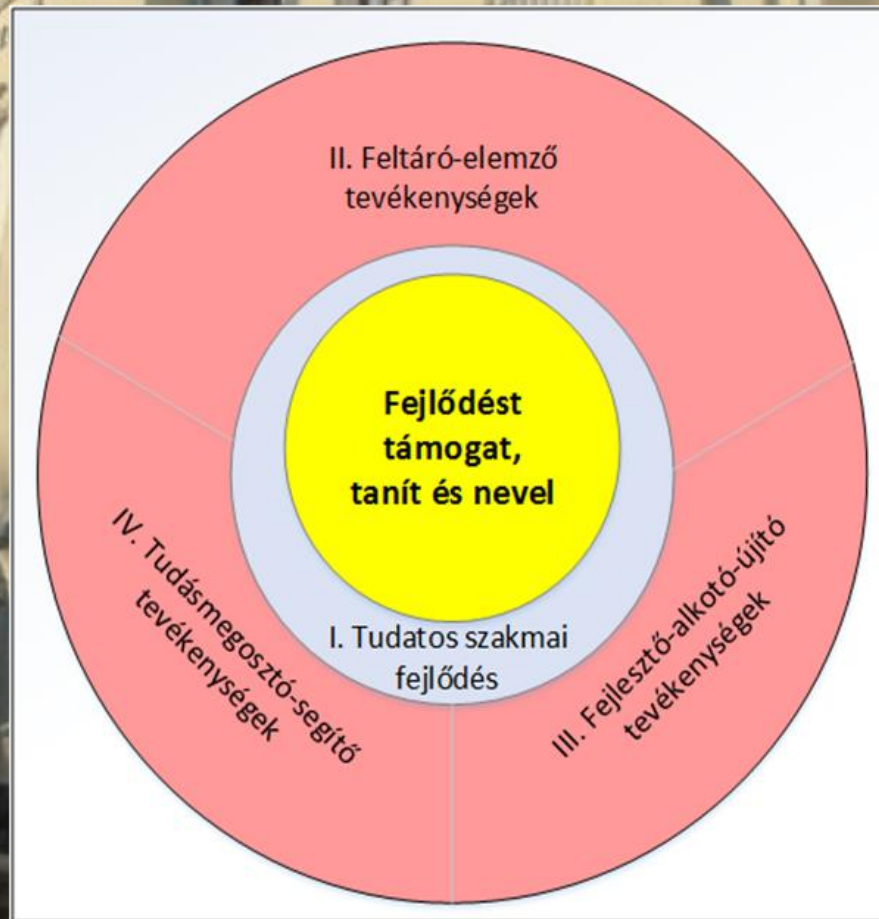 II. Feltáró-elemző
tevékenységek
Fejlődést
támogat,
tanít és nevel
I. Tudatos szakmai
fejlődés
IV. Tudásmegosztó-segítő
tevékenységek
III. Fejlesztő-alkotó-újító
tevékenységek